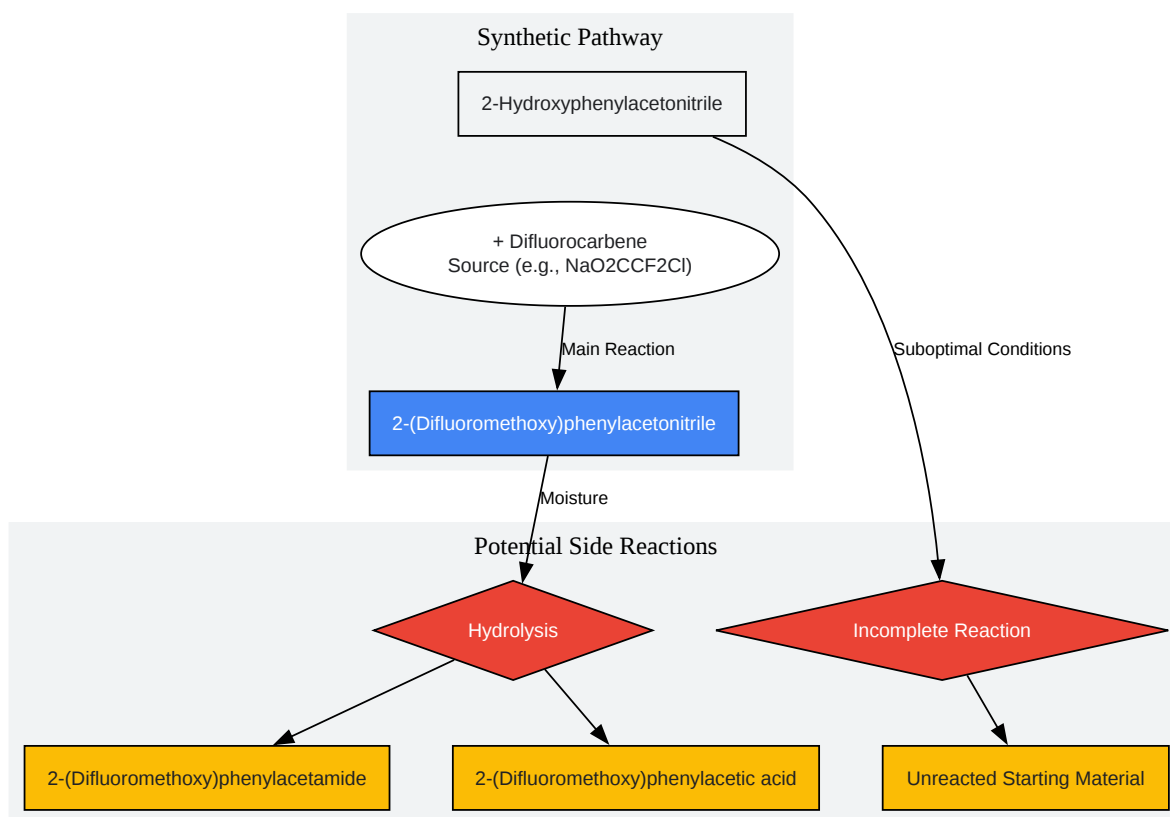 Synthetic Pathway
2-Hydroxyphenylacetonitrile
+ Difluorocarbene
Source (e.g., NaO2CCF2Cl)
Main Reaction
Suboptimal Conditions
2-(Difluoromethoxy)phenylacetonitrile
Moisture
Potential Side Reactions
Hydrolysis
Incomplete Reaction
2-(Difluoromethoxy)phenylacetamide
2-(Difluoromethoxy)phenylacetic acid
Unreacted Starting Material